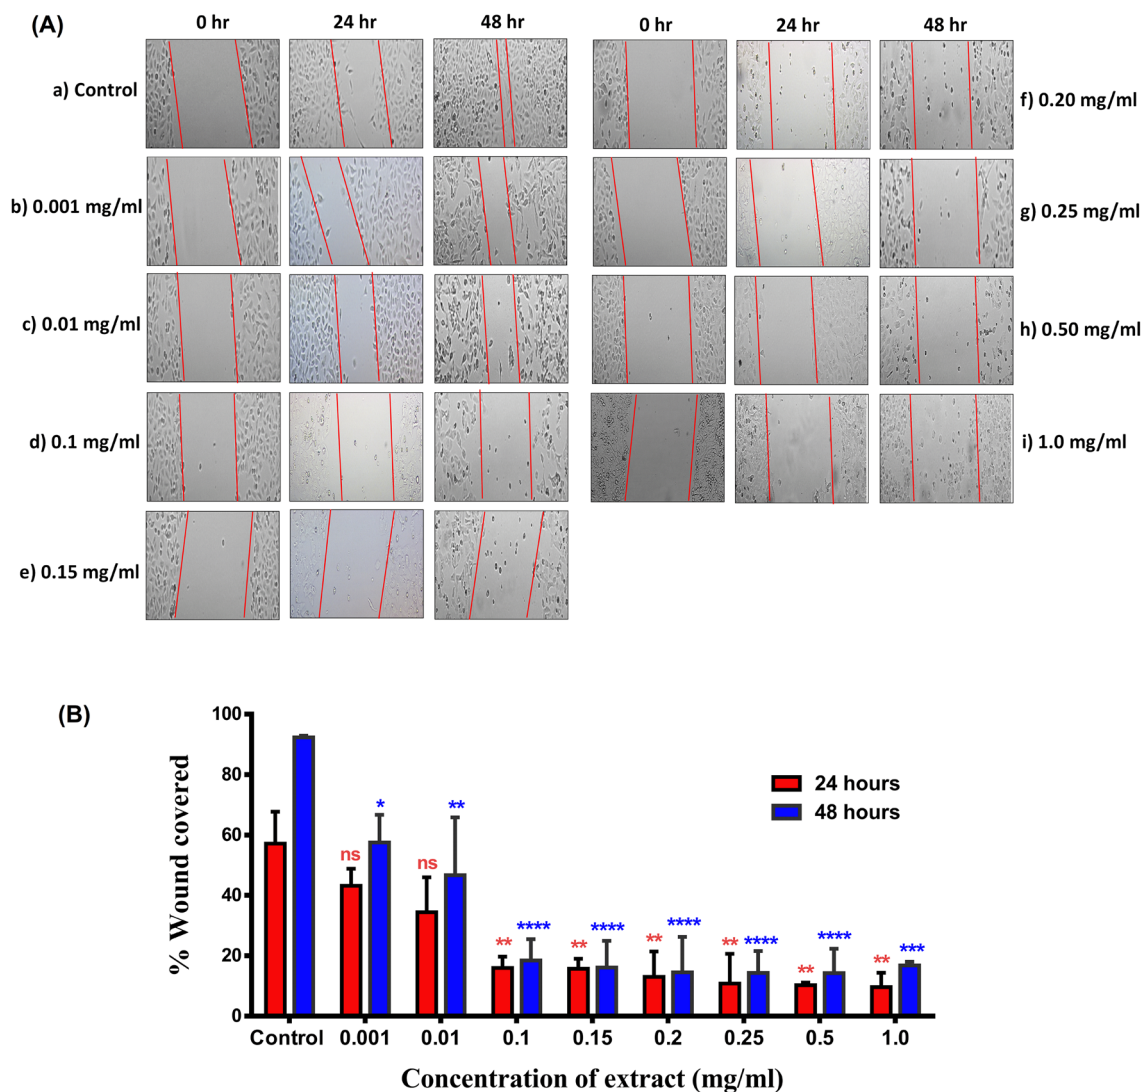 (A)
0 hr 24 hr 48 hr 0 hr 24 hr 48 hr
a) Control
b) 0.001 mg/ml
c) 0.01 mg/ml
d) 0.1 mg/ml
e) 0.15 mg/ml
f) 0.20 mg/ml
g) 0.25 mg/ml
h) 0.50 mg/ml
i) 1.0 mg/ml
(B)
% Wound covered
100
80
60
40
20
0
24 hours
48 hours
ns * ns ** ** **** ** **** ** **** ** **** ** **** ** ***
Control 0.001 0.01 0.1 0.15 0.2 0.25 0.5 1.0
Concentration of extract (mg/ml)